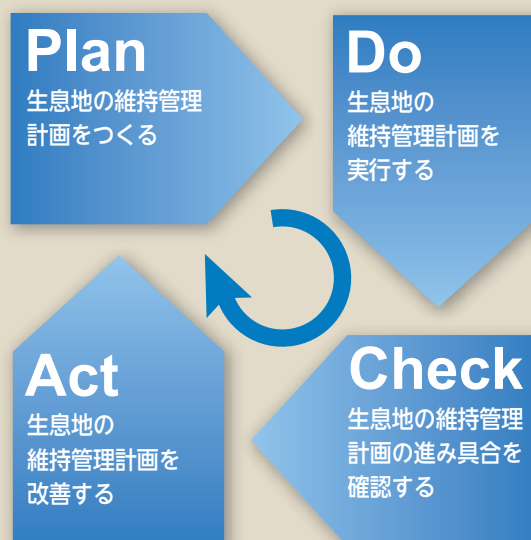 Plan
生息地の維持管理
計画をつくる
Do
生息地の
維持管理計画を
実行する
Check
生息地の維持管理
計画の進み具合を
確認する
Act
生息地の
維持管理計画を
改善する